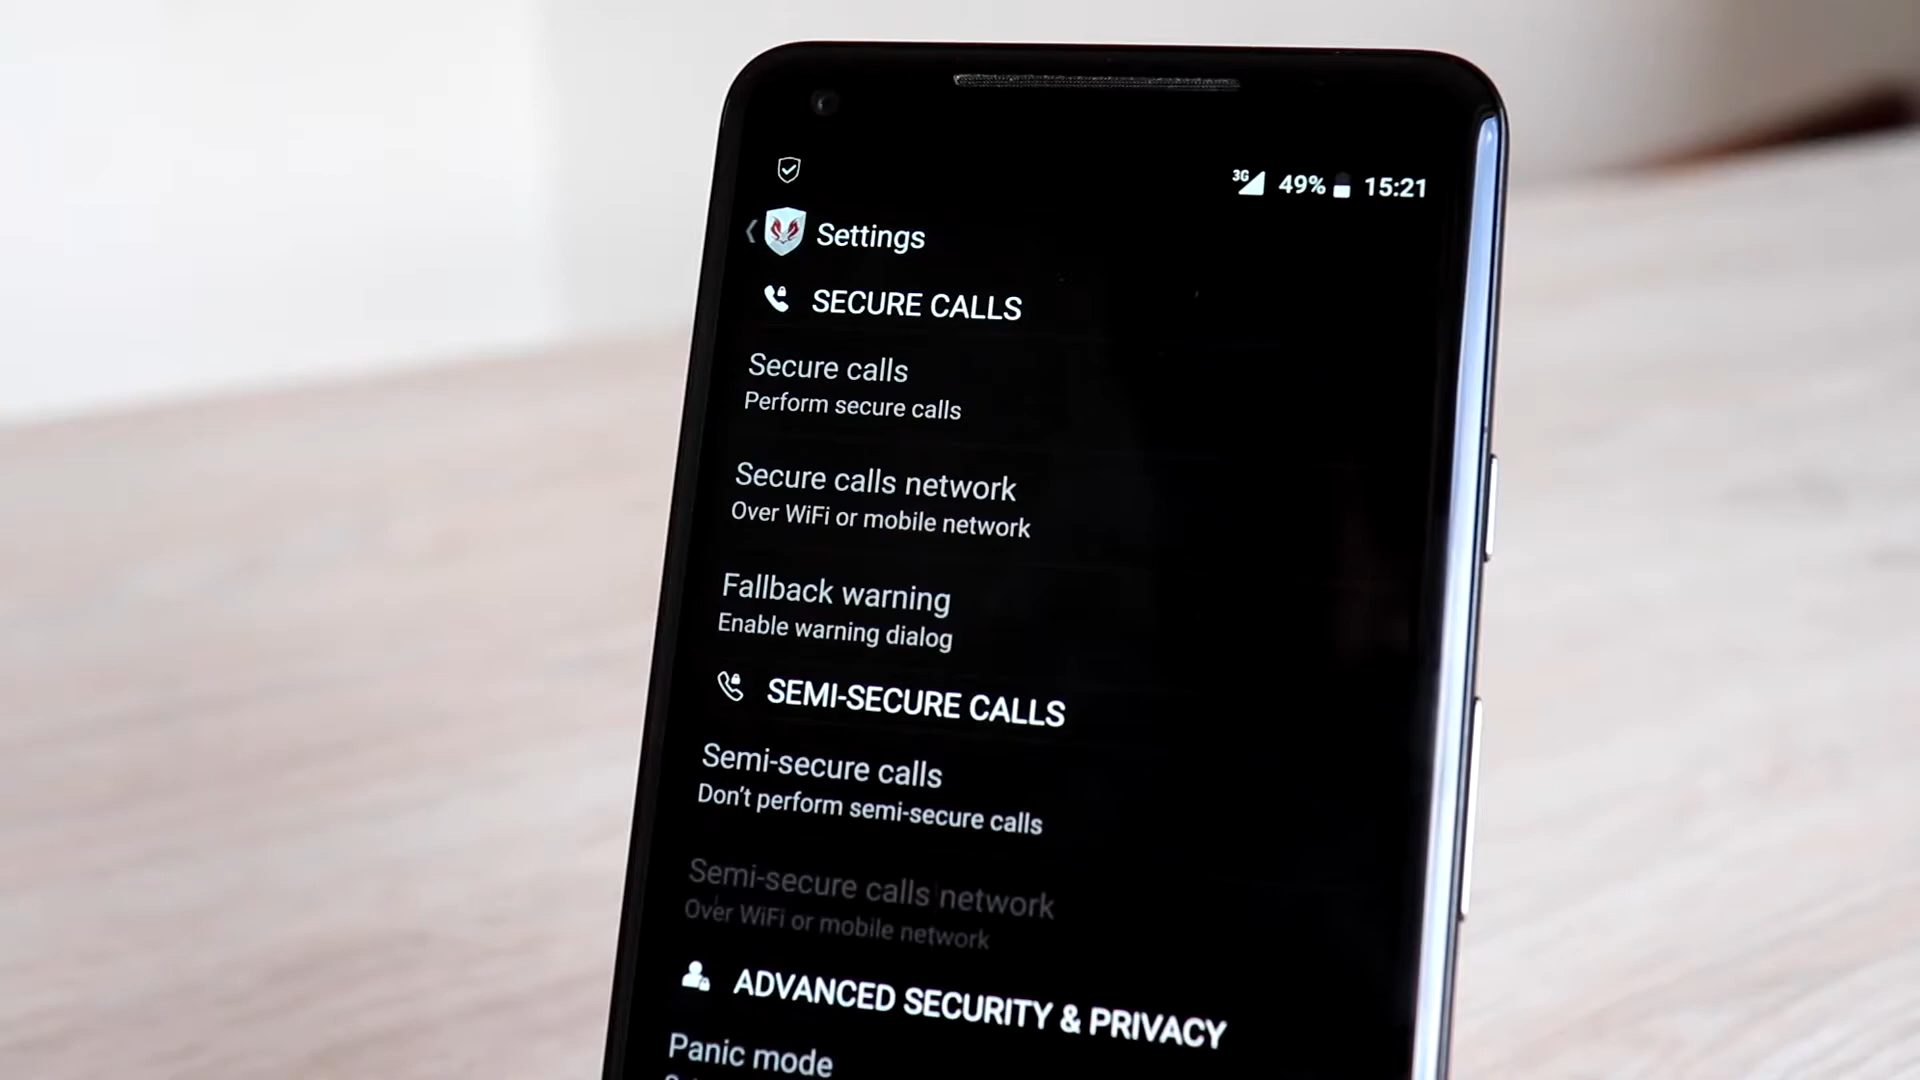 3G 49% 15:21
Settings
SECURE CALLS
Secure calls
Perform secure calls
Secure calls network
Over WiFi or mobile network
Fallback warning
Enable warning dialog
SEMI-SECURE CALLS
Semi-secure calls
Don't perform semi-secure calls
Semi-secure calls network
Over WiFi or mobile network
ADVANCED SECURITY & PRIVACY
Panic mode